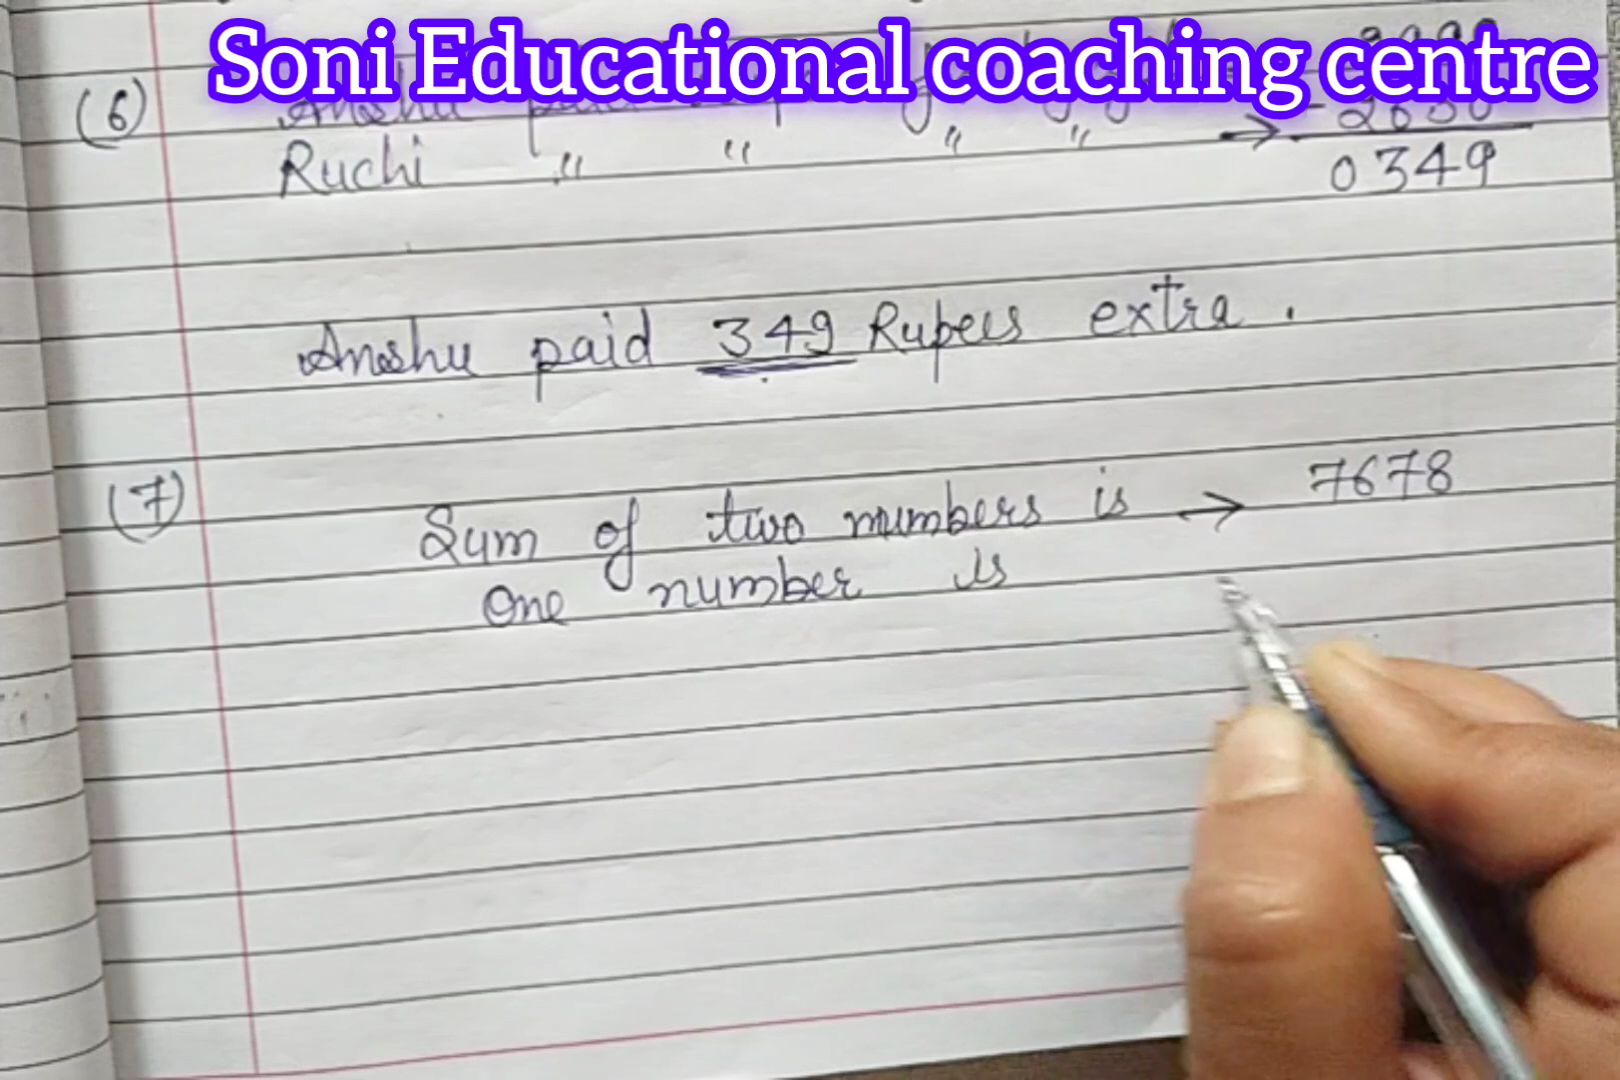 Soni Educational coaching centre
(6) Anshu
Ruchi " " " " → 0349
Anshu paid 349 Rupees extra.
(7) Sum of two numbers is → 7678
One number is